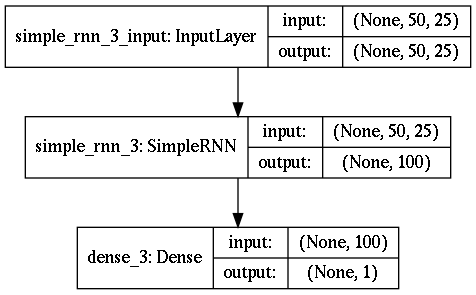 simple_rnn_3_input: InputLayer
input: (None, 50, 25)
output: (None, 50, 25)
simple_rnn_3: SimpleRNN
input: (None, 50, 25)
output: (None, 100)
dense_3: Dense
input: (None, 100)
output: (None, 1)